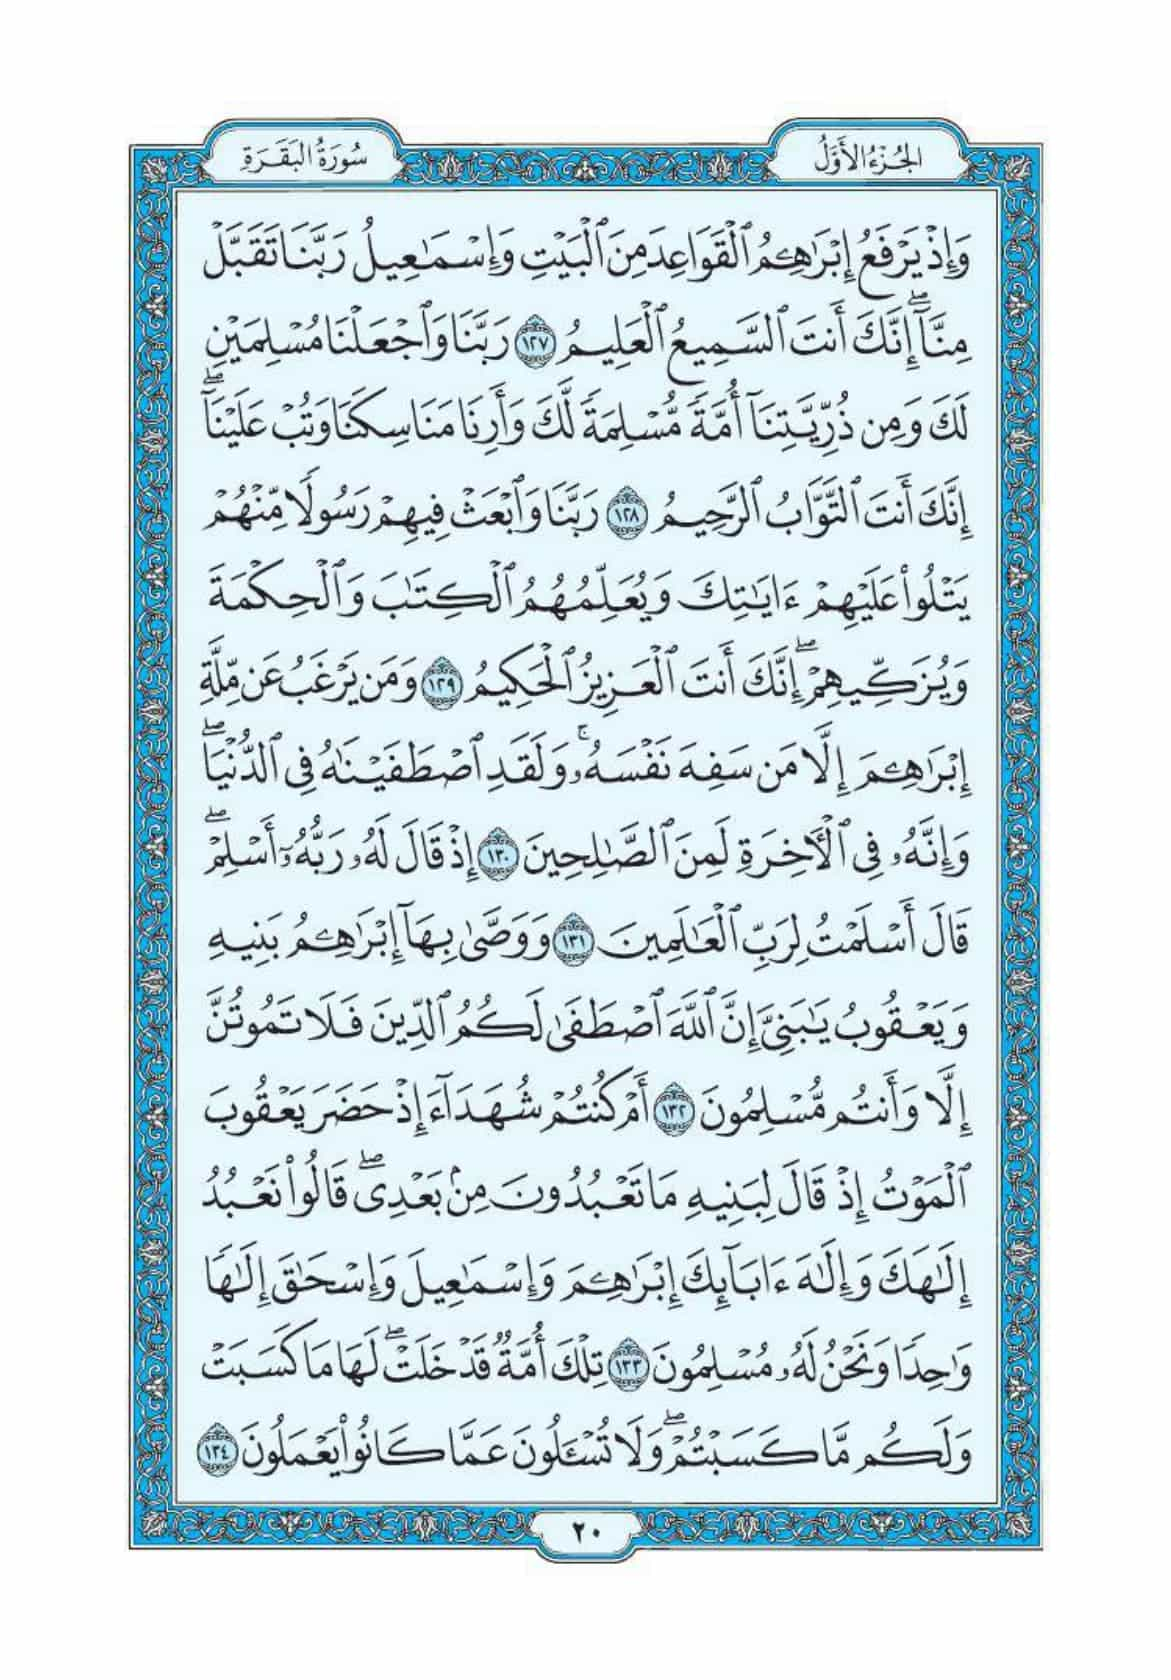 الجُزْءُ الأَوَّلُ
سُورَةُ البَقَرَةِ
وَإِذْ يَرْفَعُ إِبْرَٰهِـۧمُ ٱلْقَوَاعِدَ مِنَ ٱلْبَيْتِ وَإِسْمَٰعِيلُ رَبَّنَا تَقَبَّلْ
مِنَّآۖ إِنَّكَ أَنتَ ٱلسَّمِيعُ ٱلْعَلِيمُ ١٢٧ رَبَّنَا وَٱجْعَلْنَا مُسْلِمَيْنِ
لَكَ وَمِن ذُرِّيَّتِنَآ أُمَّةً مُّسْلِمَةً لَّكَ وَأَرِنَا مَنَاسِكَنَا وَتُبْ عَلَيْنَآۖ
إِنَّكَ أَنتَ ٱلتَّوَّابُ ٱلرَّحِيمُ ١٢٨ رَبَّنَا وَٱبْعَثْ فِيهِمْ رَسُولًا مِّنْهُمْ
يَتْلُوا۟ عَلَيْهِمْ ءَايَٰتِكَ وَيُعَلِّمُهُمُ ٱلْكِتَٰبَ وَٱلْحِكْمَةَ
وَيُزَكِّيهِمْۖ إِنَّكَ أَنتَ ٱلْعَزِيزُ ٱلْحَكِيمُ ١٢٩ وَمَن يَرْغَبُ عَن مِّلَّةِ
إِبْرَٰهِـۧمَ إِلَّا مَن سَفِهَ نَفْسَهُۥۚ وَلَقَدِ ٱصْطَفَيْنَٰهُ فِى ٱلدُّنْيَاۖ
وَإِنَّهُۥ فِى ٱلْءَاخِرَةِ لَمِنَ ٱلصَّٰلِحِينَ ١٣٠ إِذْ قَالَ لَهُۥ رَبُّهُۥٓ أَسْلِمْۖ
قَالَ أَسْلَمْتُ لِرَبِّ ٱلْعَٰلَمِينَ ١٣١ وَوَصَّىٰ بِهَآ إِبْرَٰهِـۧمُ بَنِيهِ
وَيَعْقُوبُ يَٰبَنِىَّ إِنَّ ٱللَّهَ ٱصْطَفَىٰ لَكُمُ ٱلدِّينَ فَلَا تَمُوتُنَّ
إِلَّا وَأَنتُم مُّسْلِمُونَ ١٣٢ أَمْ كُنتُمْ شُهَدَآءَ إِذْ حَضَرَ يَعْقُوبَ
ٱلْمَوْتُ إِذْ قَالَ لِبَنِيهِ مَا تَعْبُدُونَ مِنۢ بَعْدِىۖ قَالُوا۟ نَعْبُدُ
إِلَٰهَكَ وَإِلَٰهَ ءَابَآئِكَ إِبْرَٰهِـۧمَ وَإِسْمَٰعِيلَ وَإِسْحَٰقَ إِلَٰهًا
وَٰحِدًا وَنَحْنُ لَهُۥ مُسْلِمُونَ ١٣٣ تِلْكَ أُمَّةٌ قَدْ خَلَتْۖ لَهَا مَا كَسَبَتْ
وَلَكُم مَّا كَسَبْتُمْۖ وَلَا تُسْـَٔلُونَ عَمَّا كَانُوا۟ يَعْمَلُونَ ١٣٤
٢٠